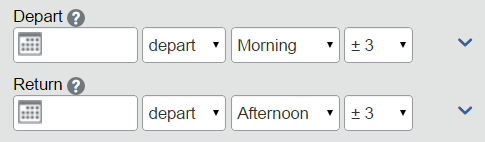 Depart ?
depart Morning ± 3
Return ?
depart Afternoon ± 3